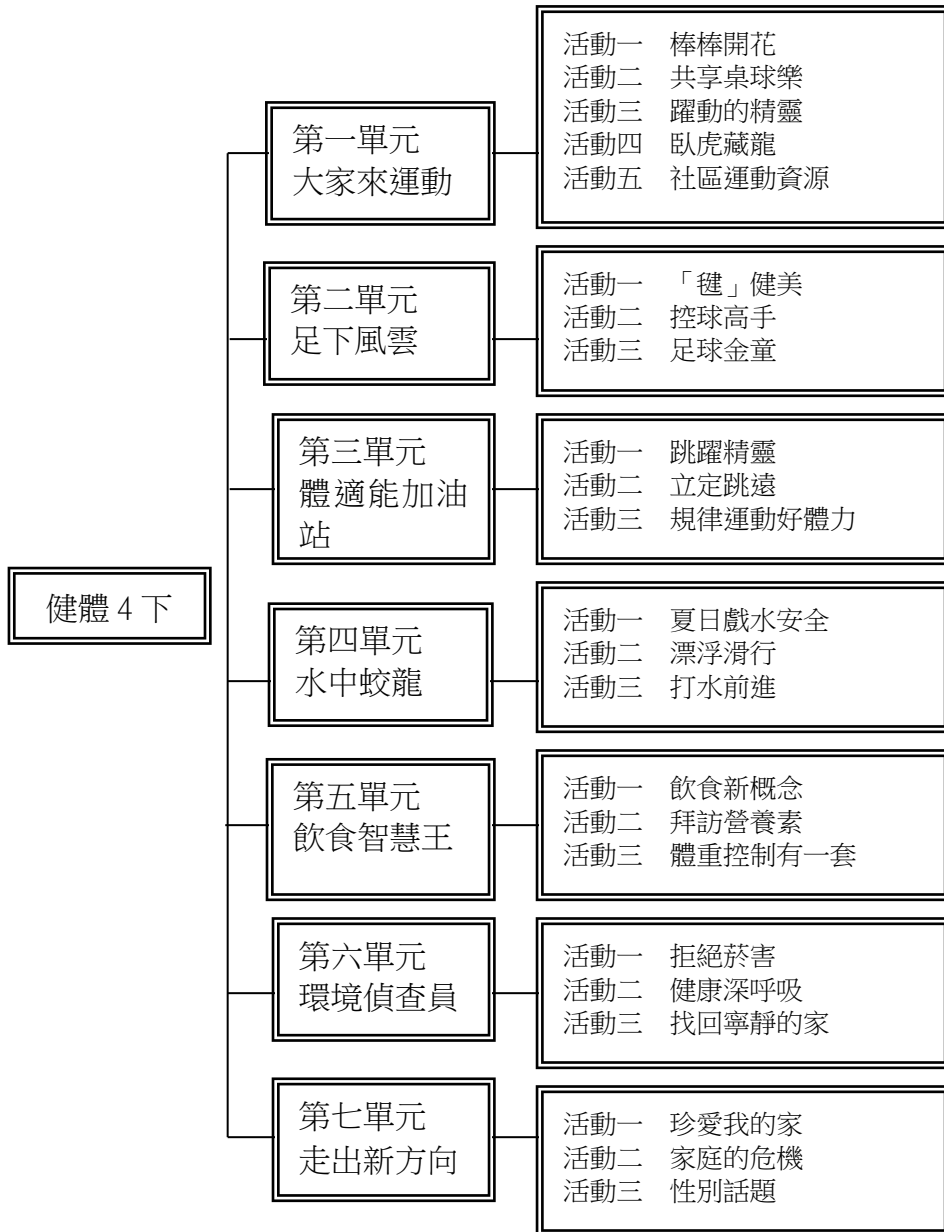 健體 4 下
第一單元
大家來運動
活動一　棒棒開花
活動二　共享桌球樂
活動三　躍動的精靈
活動四　臥虎藏龍
活動五　社區運動資源
第二單元
足下風雲
活動一　「毽」健美
活動二　控球高手
活動三　足球金童
第三單元
體適能加油
站
活動一　跳躍精靈
活動二　立定跳遠
活動三　規律運動好體力
第四單元
水中蛟龍
活動一　夏日戲水安全
活動二　漂浮滑行
活動三　打水前進
第五單元
飲食智慧王
活動一　飲食新概念
活動二　拜訪營養素
活動三　體重控制有一套
第六單元
環境偵查員
活動一　拒絕菸害
活動二　健康深呼吸
活動三　找回寧靜的家
第七單元
走出新方向
活動一　珍愛我的家
活動二　家庭的危機
活動三　性別話題